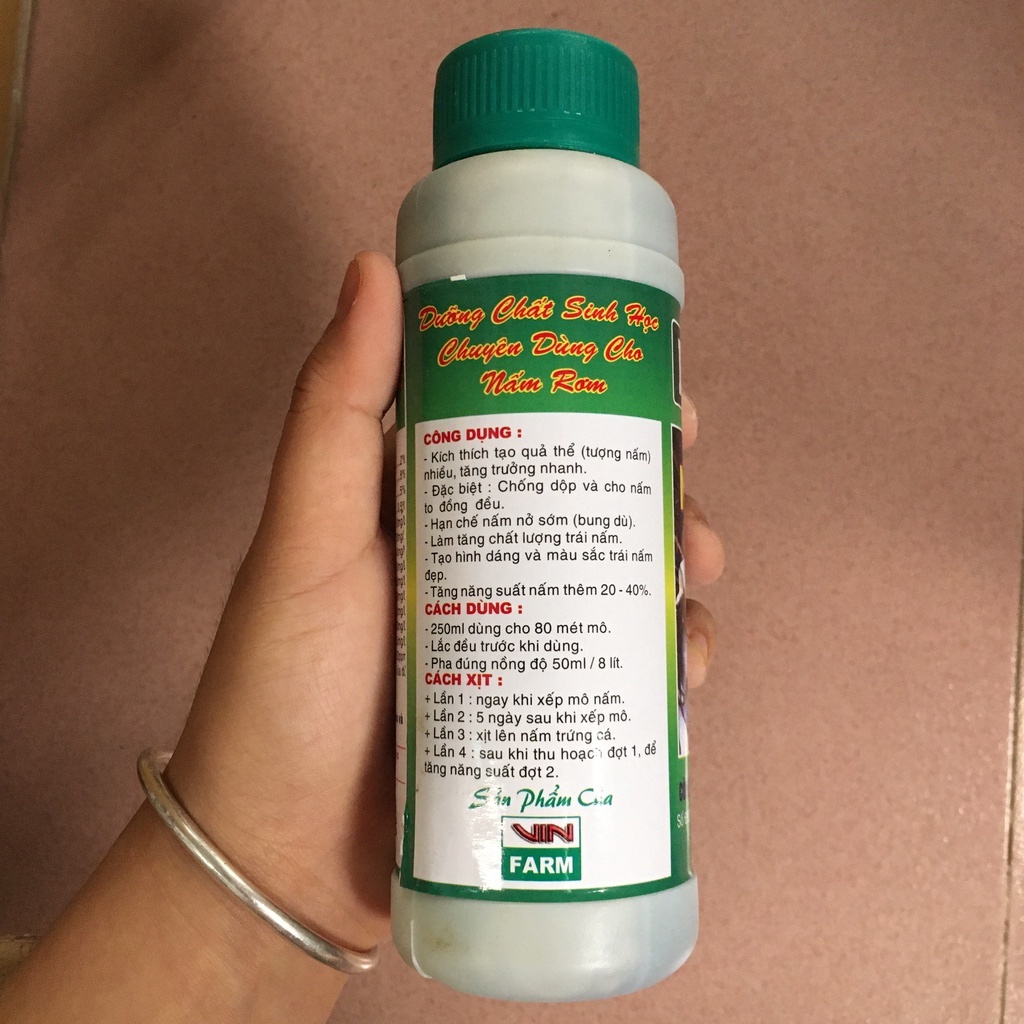 Dưỡng Chất Sinh Học
Chuyên Dùng Cho
Nấm Rơm
CÔNG DỤNG :
- Kích thích tạo quả thể (tượng nấm)
nhiều, tăng trưởng nhanh.
- Đặc biệt : Chống dộp và cho nấm
to đồng đều.
- Hạn chế nấm nở sớm (bung dù).
- Làm tăng chất lượng trái nấm.
- Tạo hình dáng và màu sắc trái nấm
đẹp.
- Tăng năng suất nấm thêm 20 - 40%.
CÁCH DÙNG :
- 250ml dùng cho 80 mét mô.
- Lắc đều trước khi dùng.
- Pha đúng nồng độ 50ml / 8 lít.
CÁCH XỊT :
+ Lần 1 : ngay khi xếp mô nấm.
+ Lần 2 : 5 ngày sau khi xếp mô.
+ Lần 3 : xịt lên nấm trứng cá.
+ Lần 4 : sau khi thu hoạch đợt 1, để
tăng năng suất đợt 2.
Sản Phẩm Của
VIN
FARM